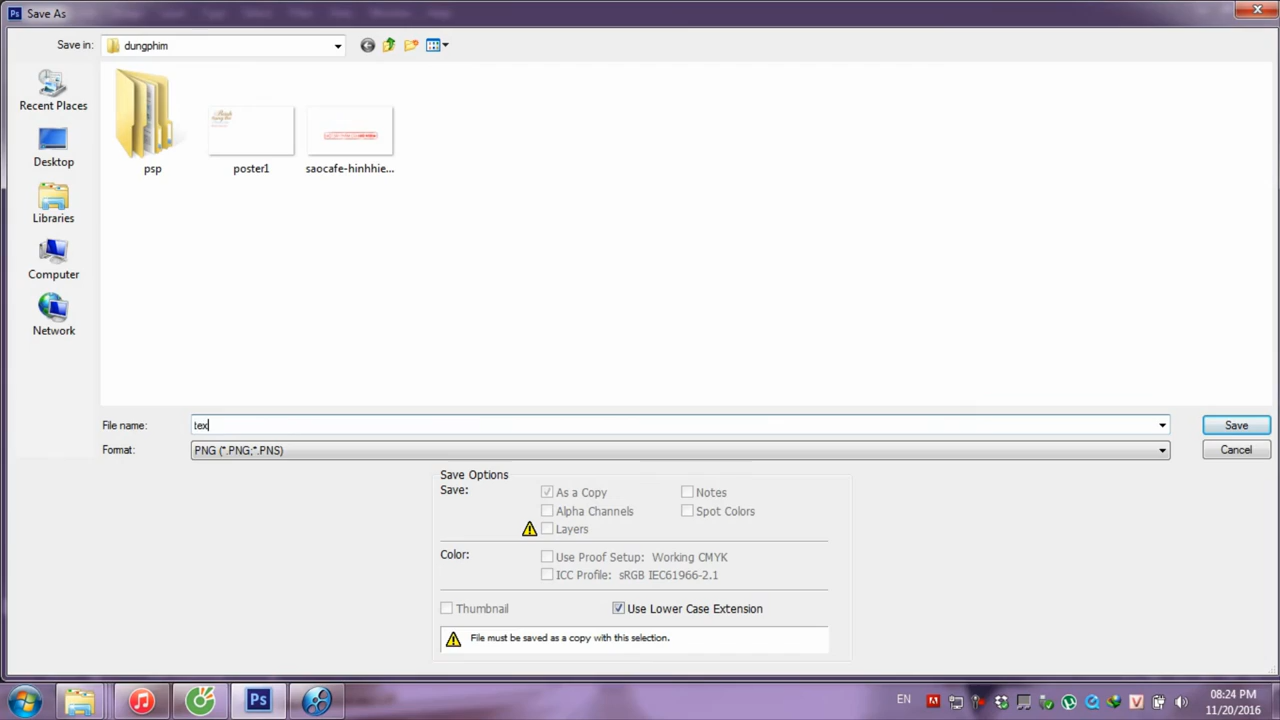 Save As
Save in:
dungphim
Recent Places
Desktop
Libraries
Computer
Network
psp
poster1
saocafe-hinhhie...
File name:
tex
Save
Format:
PNG (*.PNG;*.PNS)
Cancel
Save Options
Save:
As a Copy
Notes
Alpha Channels
Spot Colors
Layers
Color:
Use Proof Setup: Working CMYK
ICC Profile: sRGB IEC61966-2.1
Thumbnail
Use Lower Case Extension
File must be saved as a copy with this selection.
Ps
EN
V
08:24 PM
11/20/2016